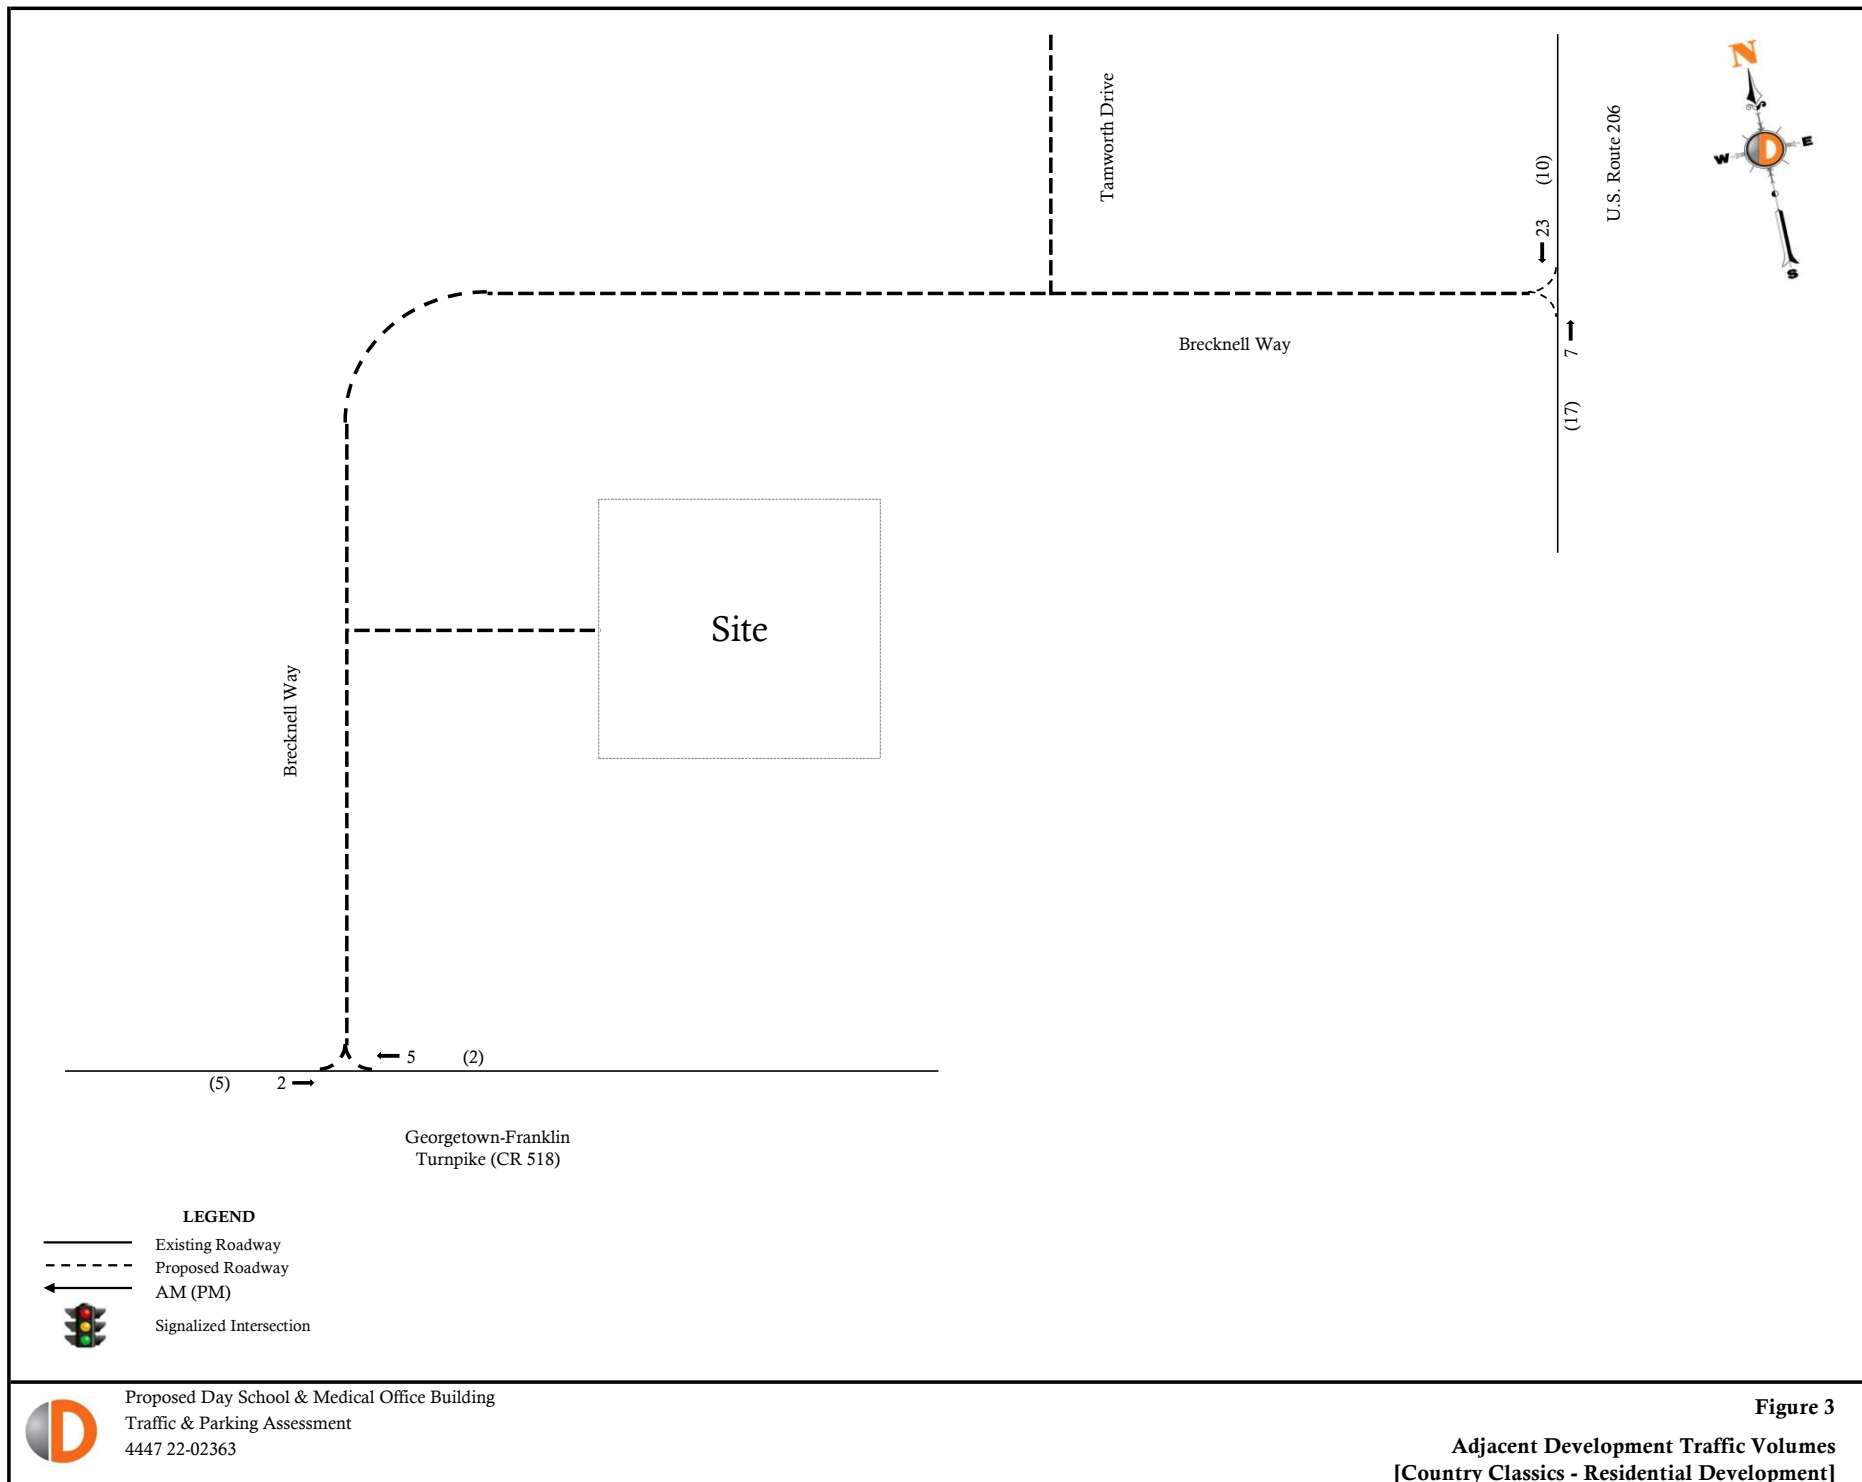 N
W
E
D
S
Tamworth Drive
U.S. Route 206
(10)
23
Brecknell Way
7
(17)
Site
Brecknell Way
5 (2)
(5) 2
Georgetown-Franklin
Turnpike (CR 518)
LEGEND
Existing Roadway
Proposed Roadway
AM (PM)
Signalized Intersection
D
Proposed Day School & Medical Office Building
Traffic & Parking Assessment
4447 22-02363
Figure 3
Adjacent Development Traffic Volumes
[Country Classics - Residential Development]